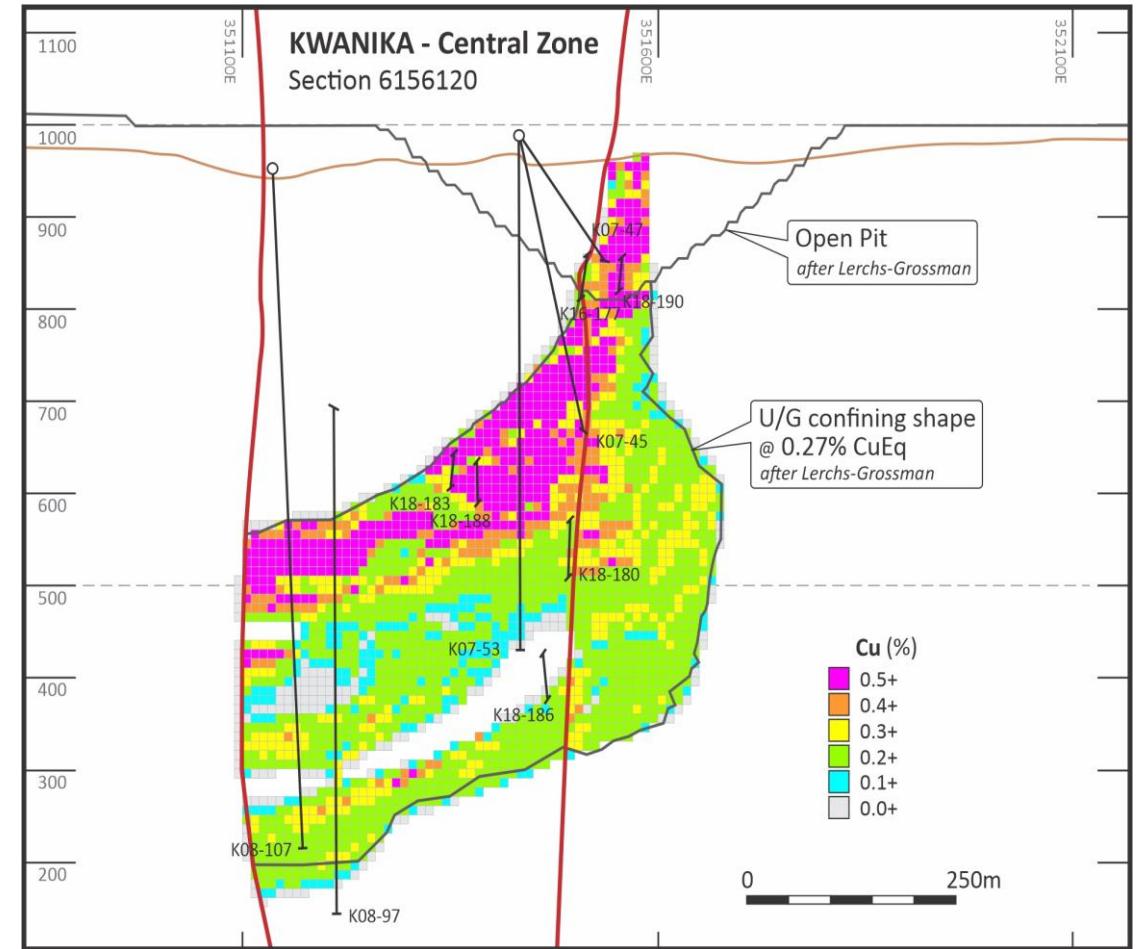 351100E
351600E
352100E
KWANIKA - Central Zone
Section 6156120
1100
1000
900
800
700
600
500
400
300
200
K07-47
K18-190
K16-177
Open Pit
after Lerchs-Grossman
U/G confining shape
@ 0.27% CuEq
after Lerchs-Grossman
K07-45
K18-183
K18-188
K18-180
K07-53
K18-186
K08-107
K08-97
Cu (%)
0.5+
0.4+
0.3+
0.2+
0.1+
0.0+
0 250m